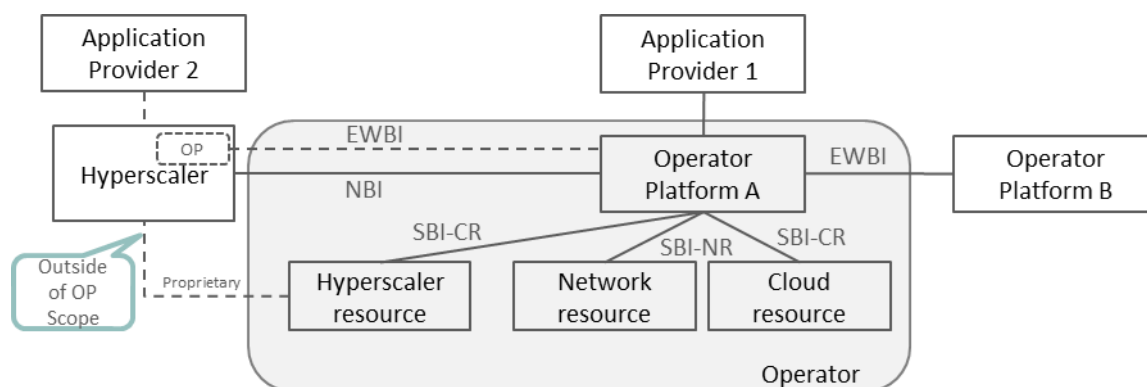 Application
Provider 2
Application
Provider 1
OP
Hyperscaler
EWBI
NBI
Operator
Platform A
EWBI
Operator
Platform B
SBI-CR
SBI-NR
SBI-CR
Outside
of OP
Scope
Proprietary
Hyperscaler
resource
Network
resource
Cloud
resource
Operator